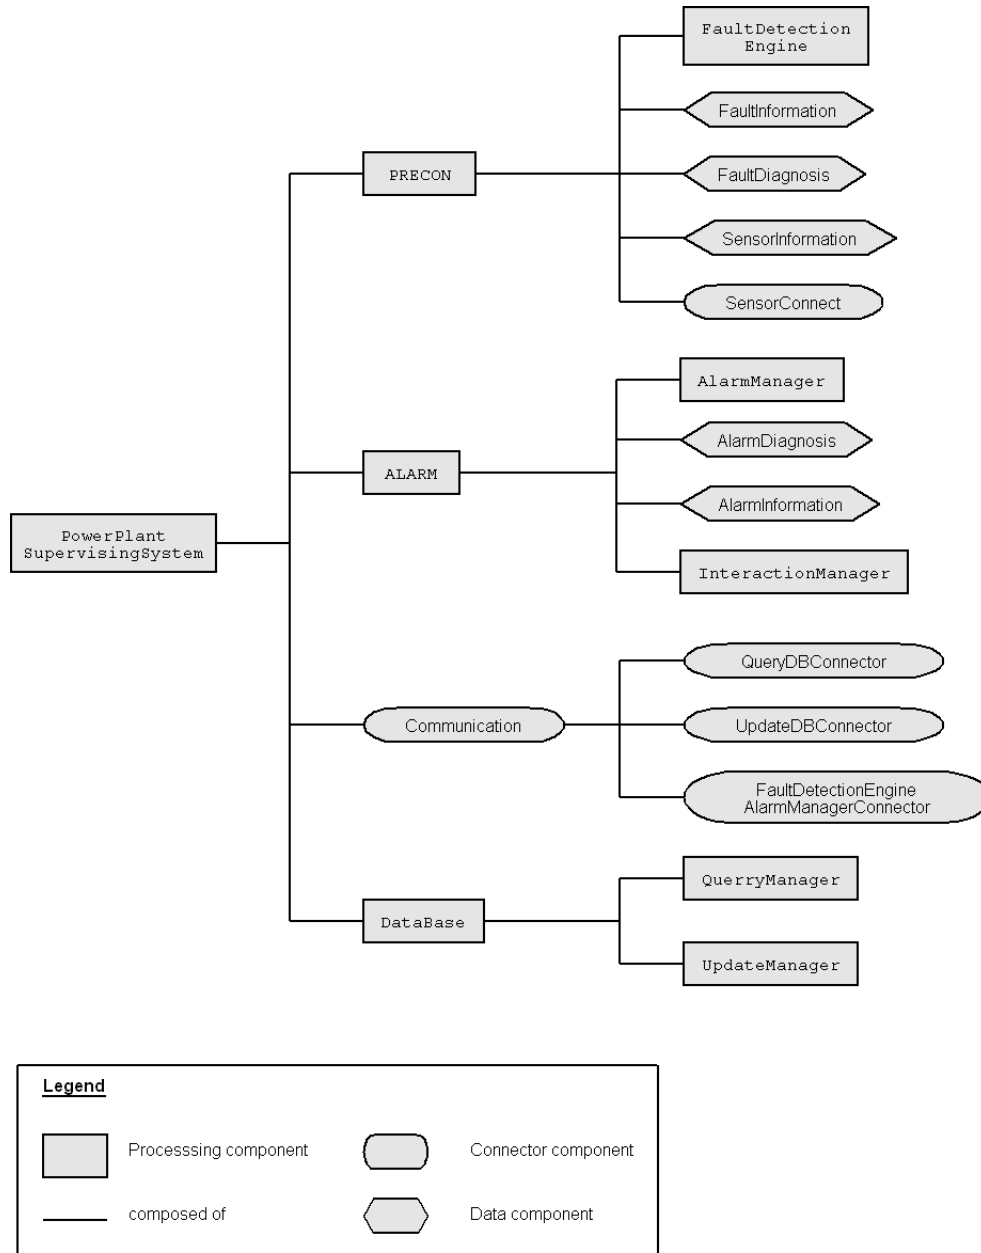 FaultDetection
Engine
FaultInformation
PRECON
FaultDiagnosis
SensorInformation
SensorConnect
AlarmManager
AlarmDiagnosis
ALARM
AlarmInformation
PowerPlant
SupervisingSystem
InteractionManager
QueryDBConnector
Communication
UpdateDBConnector
FaultDetectionEngine
AlarmManagerConnector
QuerryManager
DataBase
UpdateManager
Legend
Processsing component
Connector component
composed of
Data component